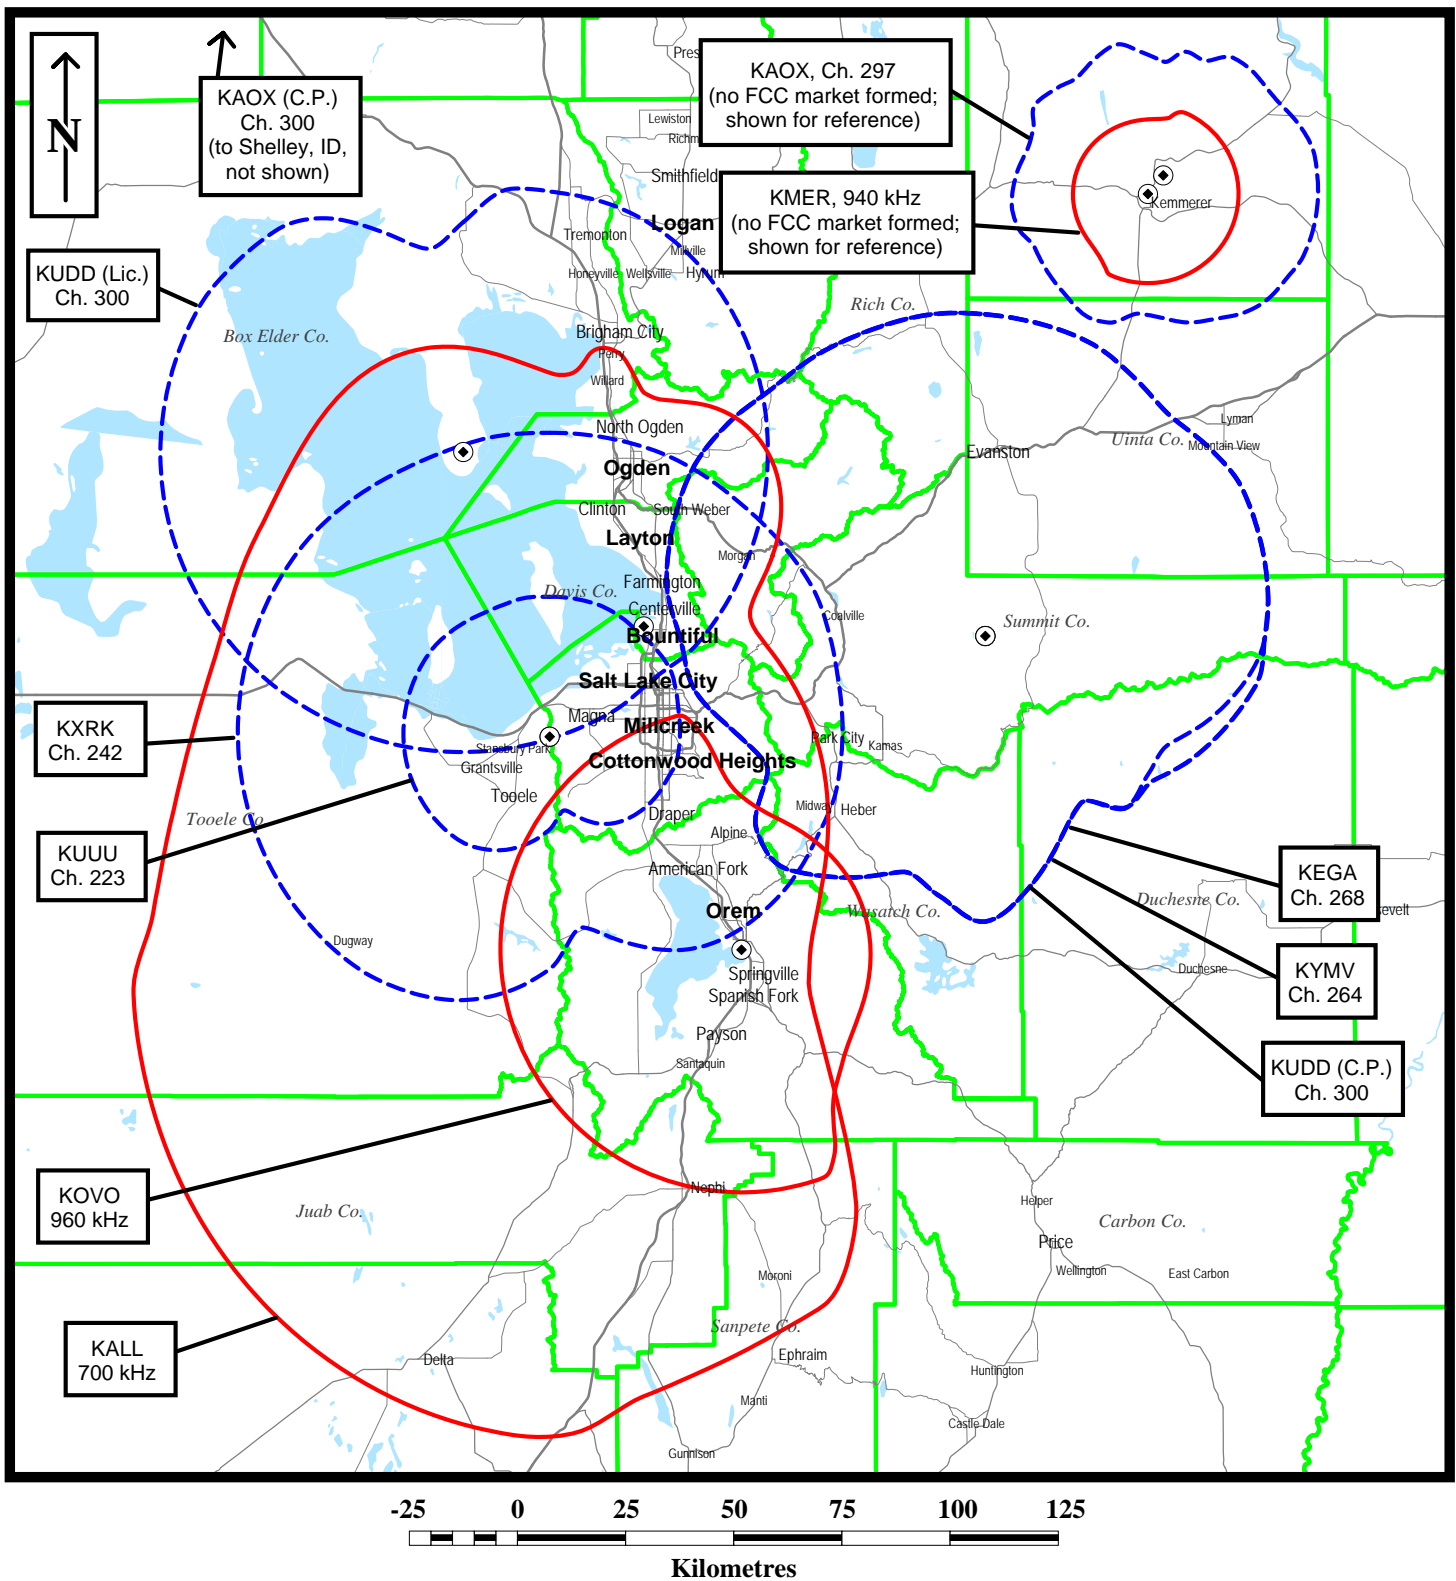 N
KAOX (C.P.)
Ch. 300
(to Shelley, ID,
not shown)
Pres
KAOX, Ch. 297
(no FCC market formed;
shown for reference)
Lewiston
Richm
Smithfield
KMER, 940 kHz
(no FCC market formed;
shown for reference)
Kemmerer
Logan
Tremonton
Millville
KUDD (Lic.)
Ch. 300
Honeyville
Wellsville
Hyrum
Rich Co.
Box Elder Co.
Brigham City
Perry
Willard
North Ogden
Lyman
Uinta Co.
Mountain View
Evanston
Ogden
Clinton
South Weber
Layton
Morgan
Farmington
Davis Co.
Centerville
Coalville
Summit Co.
Bountiful
Salt Lake City
KXRK
Ch. 242
Magna
Millcreek
Stansbury Park
Park City
Kamas
Grantsville
Cottonwood Heights
Tooele
Midway
Heber
Tooele Co.
Draper
Alpine
KUUU
Ch. 223
American Fork
KEGA
Ch. 268
Orem
Wasatch Co.
Duchesne Co.
sevelt
Dugway
Springville
Duchesne
KYMV
Ch. 264
Spanish Fork
Payson
Santaquin
KUDD (C.P.)
Ch. 300
KOVO
960 kHz
Nephi
Helper
Juab Co.
Carbon Co.
Price
Wellington
East Carbon
Moroni
Sanpete Co.
KALL
700 kHz
Delta
Ephraim
Huntington
Manti
Castle Dale
Gunnison
-25 0 25 50 75 100 125
Kilometres